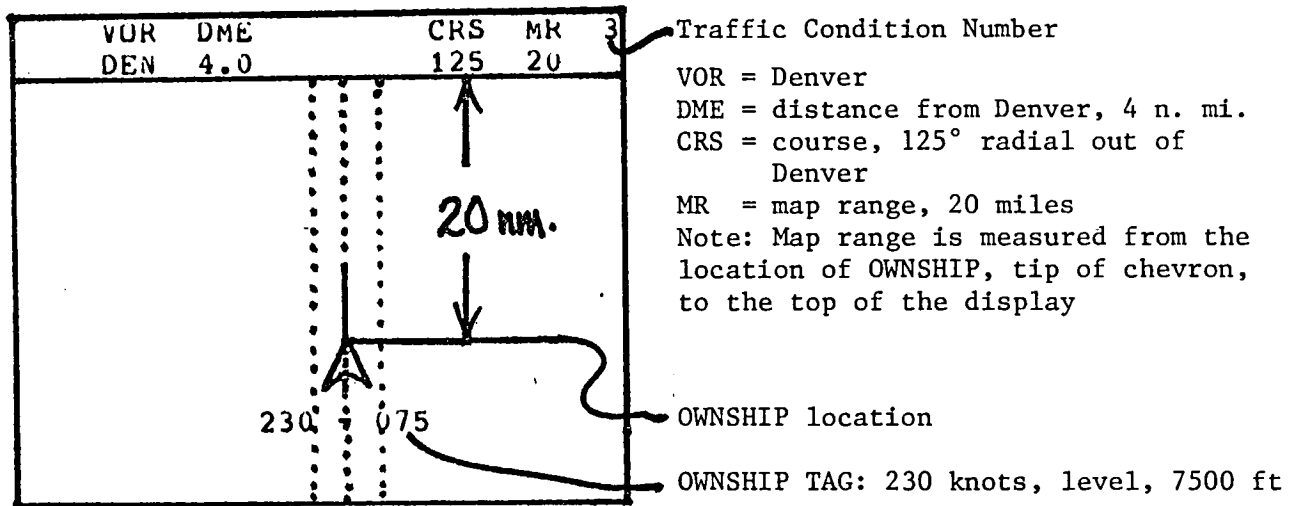 VOR DME CRS MR 3
DEN 4.0 125 20
20 nm.
230 - 075
Traffic Condition Number
VOR = Denver
DME = distance from Denver, 4 n. mi.
CRS = course, 125° radial out of
Denver
MR = map range, 20 miles
Note: Map range is measured from the
location of OWNSHIP, tip of chevron,
to the top of the display
OWNSHIP location
OWNSHIP TAG: 230 knots, level, 7500 ft